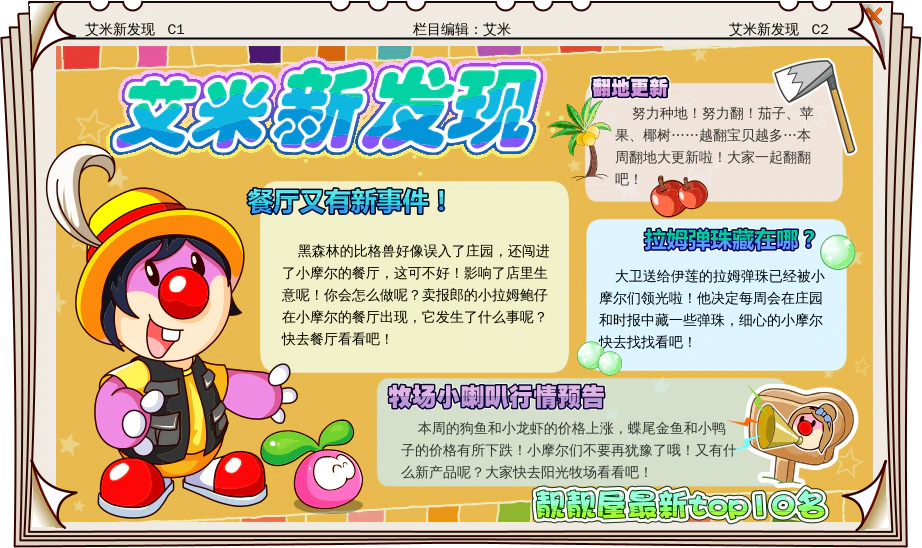 艾米新发现 C1
栏目编辑：艾米
艾米新发现 C2
艾米新发现
翻地更新
努力种地！努力翻！茄子、苹
果、椰树……越翻宝贝越多…本
周翻地大更新啦！大家一起翻翻
吧！
餐厅又有新事件！
黑森林的比格兽好像误入了庄园，还闯进
了小摩尔的餐厅，这可不好！影响了店里生
意呢！你会怎么做呢？卖报郎的小拉姆鲍仔
在小摩尔的餐厅出现，它发生了什么事呢？
快去餐厅看看吧！
拉姆弹珠藏在哪？
大卫送给伊莲的拉姆弹珠已经被小
摩尔们领光啦！他决定每周会在庄园
和时报中藏一些弹珠，细心的小摩尔
快去找找看吧！
牧场小喇叭行情预告
本周的狗鱼和小龙虾的价格上涨，蝶尾金鱼和小鸭
子的价格有所下跌！小摩尔们不要再犹豫了哦！又有什
么新产品呢？大家快去阳光牧场看看吧！
靓靓屋最新top10名